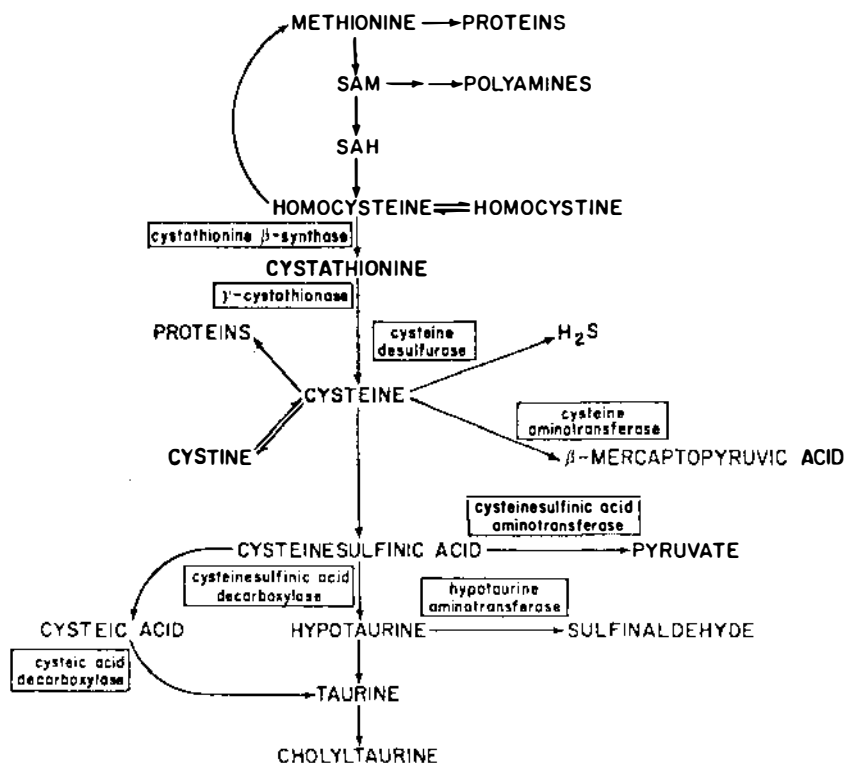 METHIONINE PROTEINS
SAM POLYAMINES
SAH
HOMOCYSTEINE HOMOCYSTINE
cystathionine β-synthase
CYSTATHIONINE
γ-cystathionase
PROTEINS
cysteine
desulfurase
H₂S
CYSTEINE
cysteine
aminotransferase
CYSTINE
β-MERCAPTOPYRUVIC ACID
cysteinesulfinic acid
aminotransferase
CYSTEINESULFINIC ACID PYRUVATE
cysteinesulfinic acid
decarboxylase
hypotaurine
aminotransferase
CYSTEIC ACID HYPOTAURINE SULFINALDEHYDE
cysteic acid
decarboxylase
TAURINE
CHOLYLTAURINE